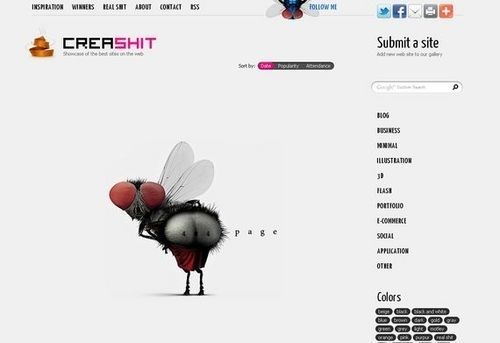 INSPIRATION WINNERS REAL SHIT ABOUT CONTACT RSS FOLLOW ME
CREASHIT
Showcase of the best sites on the web
Submit a site
Add new web site to our gallery
Sort by: Date Popularity Attendance
Google Custom Search
BLOG
BUSINESS
MINIMAL
ILLUSTRATION
3D
FLASH
PORTFOLIO
E-COMMERCE
SOCIAL
APPLICATION
OTHER
44 page
Colors
beige black black and white
blue brown dark gold gray
green grey light motley
orange pink purpur real shit